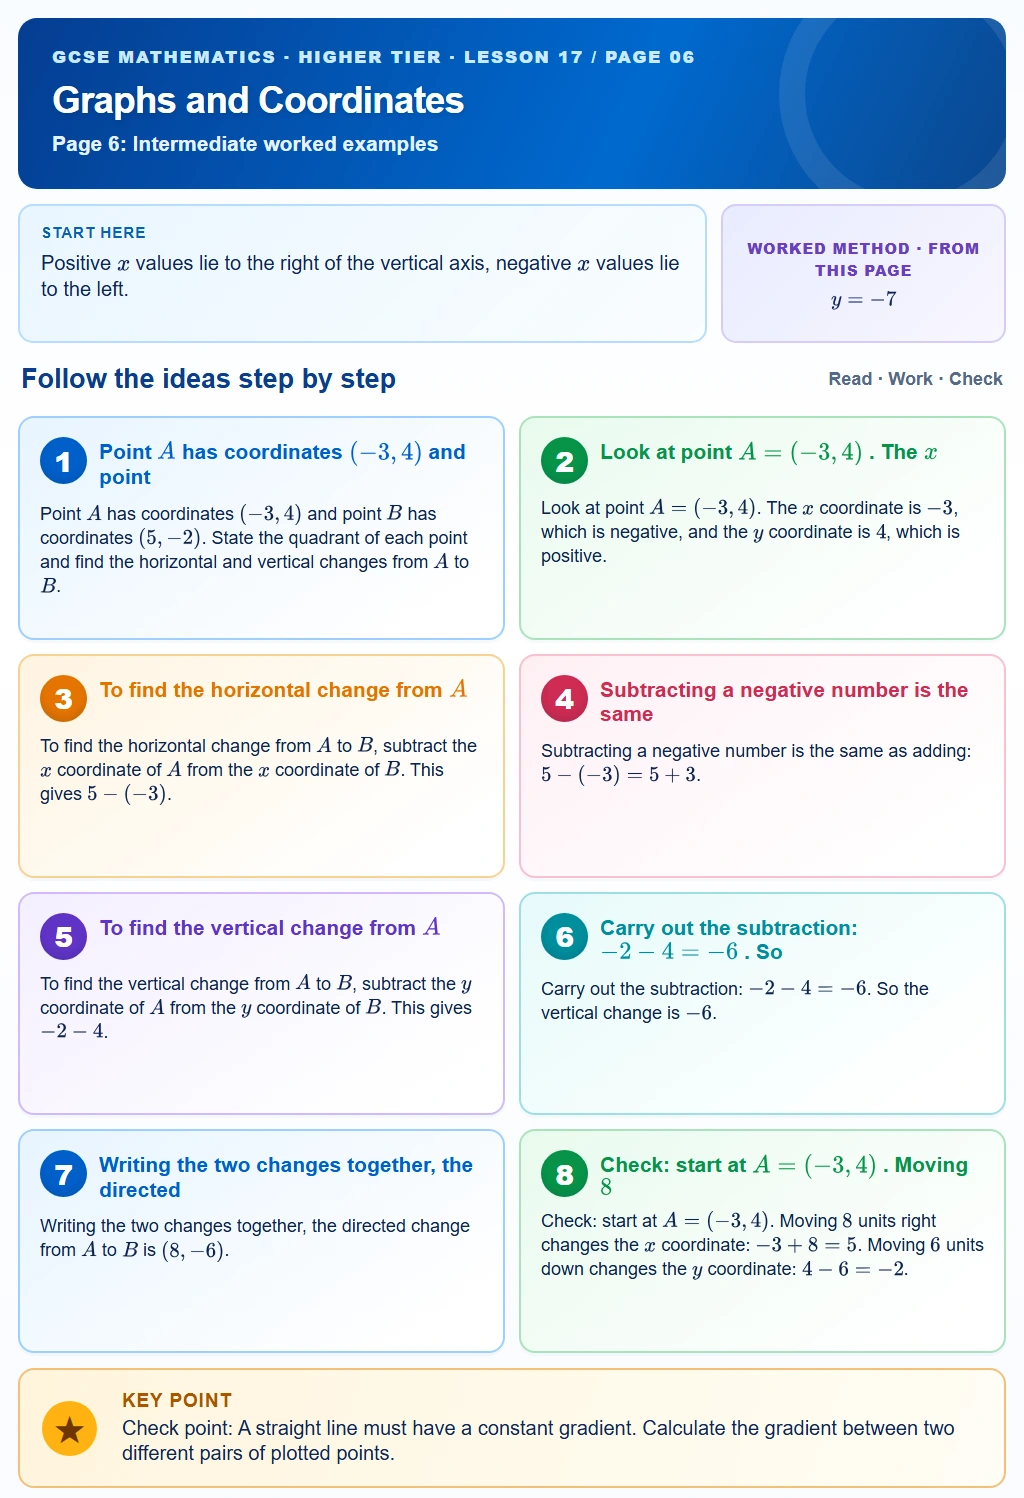 GCSE MATHEMATICS · HIGHER TIER · LESSON 17 / PAGE 06
Graphs and Coordinates
Page 6: Intermediate worked examples
START HERE
Positive x values lie to the right of the vertical axis, negative x values lie
to the left.
WORKED METHOD · FROM
THIS PAGE
y = −7
Follow the ideas step by step
Read · Work · Check
1
Point A has coordinates (−3, 4) and
point
Point A has coordinates (−3, 4) and point B has
coordinates (5, −2). State the quadrant of each point
and find the horizontal and vertical changes from A to
B.
2
Look at point A = (−3, 4) . The x
Look at point A = (−3, 4). The x coordinate is −3,
which is negative, and the y coordinate is 4, which is
positive.
3
To find the horizontal change from A
To find the horizontal change from A to B, subtract the
x coordinate of A from the x coordinate of B. This
gives 5 − (−3).
4
Subtracting a negative number is the
same
Subtracting a negative number is the same as adding:
5 − (−3) = 5 + 3.
5
To find the vertical change from A
To find the vertical change from A to B, subtract the y
coordinate of A from the y coordinate of B. This gives
−2 − 4.
6
Carry out the subtraction:
−2 − 4 = −6 . So
Carry out the subtraction: −2 − 4 = −6. So the
vertical change is −6.
7
Writing the two changes together, the
directed
Writing the two changes together, the directed change
from A to B is (8, −6).
8
Check: start at A = (−3, 4) . Moving
8
Check: start at A = (−3, 4). Moving 8 units right
changes the x coordinate: −3 + 8 = 5. Moving 6 units
down changes the y coordinate: 4 − 6 = −2.
KEY POINT
Check point: A straight line must have a constant gradient. Calculate the gradient between two
different pairs of plotted points.